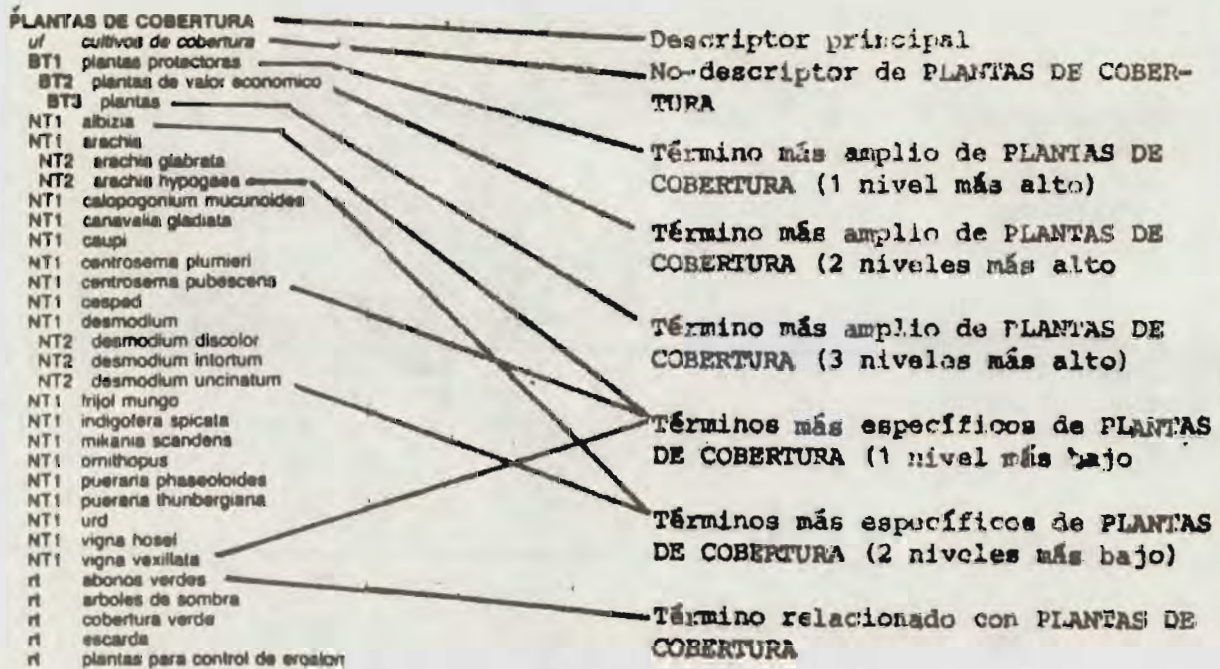 PLANTAS DE COBERTURA
uf cultivos de cobertura
BT1 plantas protectoras
BT2 plantas de valor economico
BT3 plantas
NT1 albizia
NT1 arachis
NT2 arachis glabrata
NT2 arachis hypogaea
NT1 calopogonium mucunoides
NT1 canavalia gladiata
NT1 caupi
NT1 centrosema plumieri
NT1 centrosema pubescens
NT1 cesped
NT1 desmodium
NT2 desmodium discolor
NT2 desmodium intortum
NT2 desmodium uncinatum
NT1 frijol mungo
NT1 indigofera spicata
NT1 mikania scandens
NT1 ornithopus
NT1 pueraria phaseoloides
NT1 pueraria thunbergiana
NT1 urd
NT1 vigna hosei
NT1 vigna vexillata
rt abonos verdes
rt arboles de sombra
rt cobertura verde
rt escarda
rt plantas para control de erosion
Descriptor principal
No-descriptor de PLANTAS DE COBER-
TURA
Término más amplio de PLANTAS DE
COBERTURA (1 nivel más alto)
Término más amplio de PLANTAS DE
COBERTURA (2 niveles más alto
Término más amplio de PLANTAS DE
COBERTURA (3 niveles más alto)
Términos más específicos de PLANTAS
DE COBERTURA (1 nivel más bajo
Términos más específicos de PLANTAS
DE COBERTURA (2 niveles más bajo)
Término relacionado con PLANTAS DE
COBERTURA